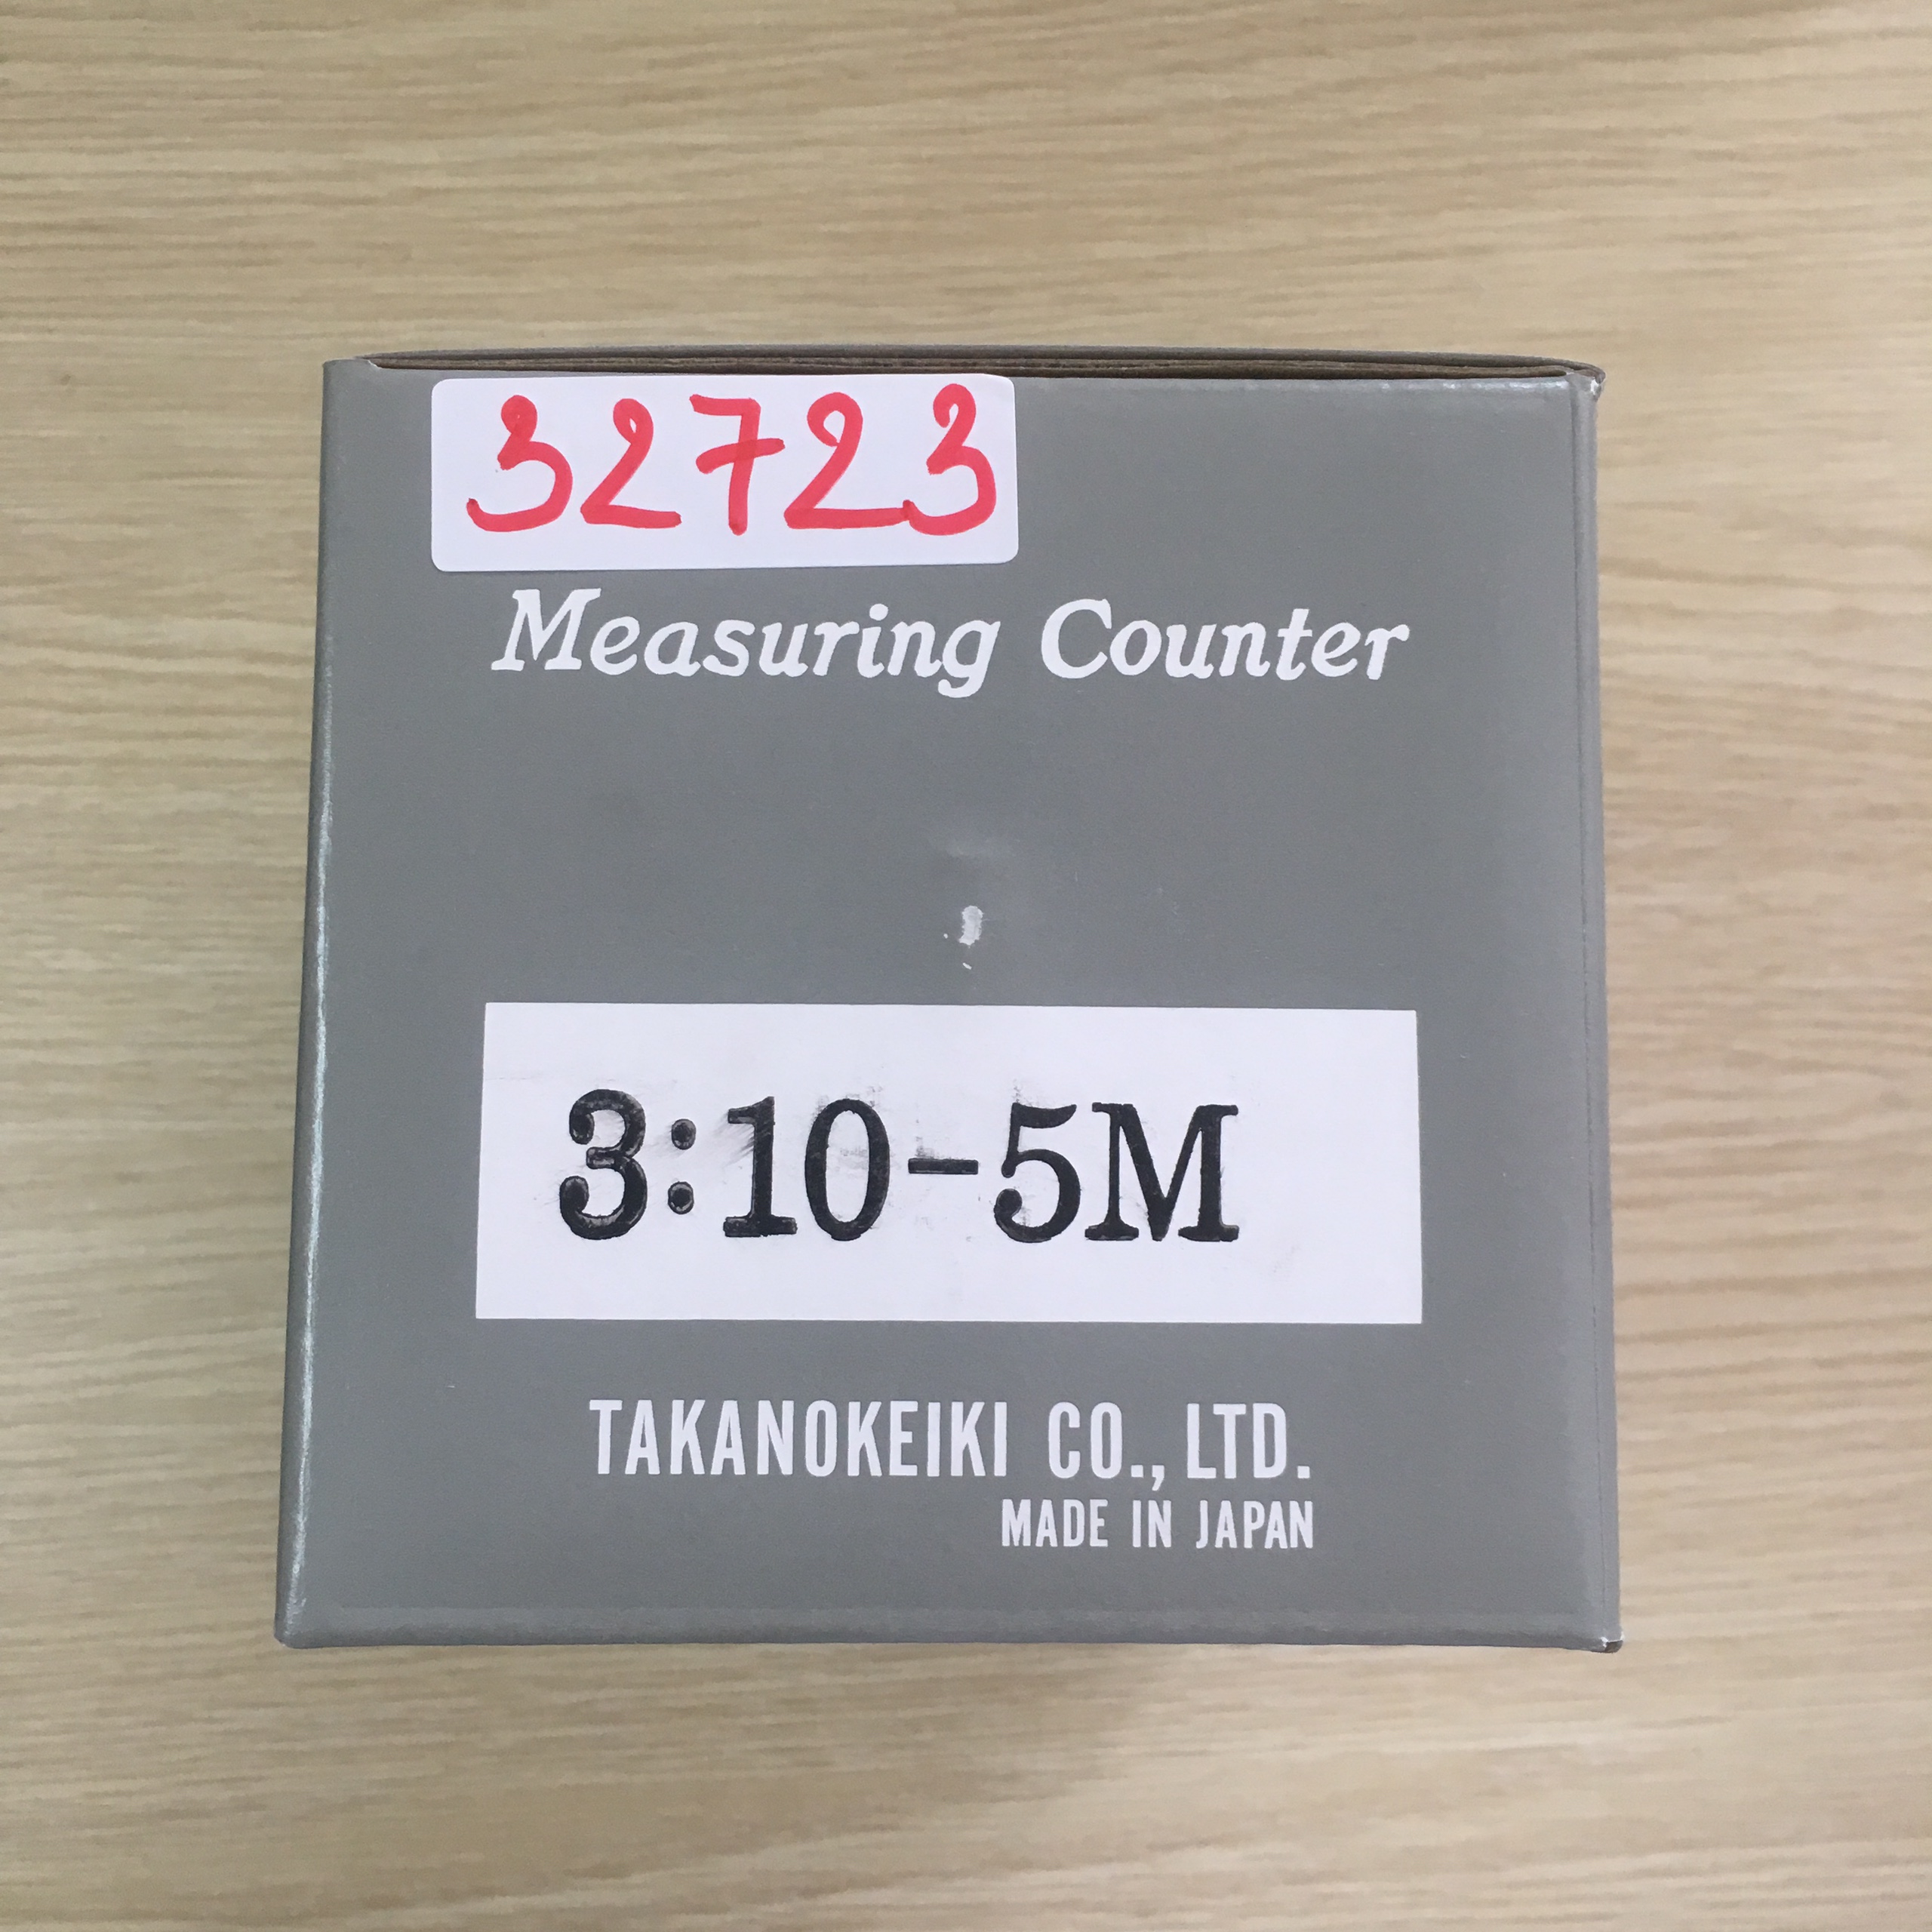 32723
Measuring Counter
3:10-5M
TAKANOKEIKI CO., LTD.
MADE IN JAPAN